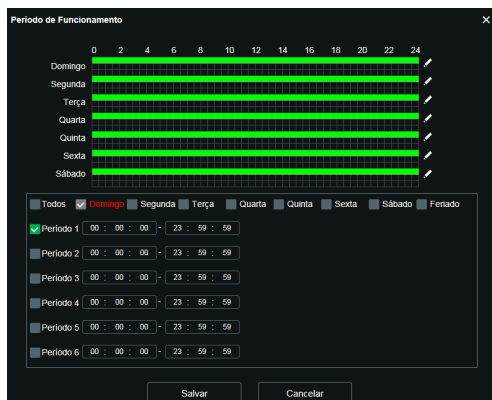 Período de Funcionamento
0 2 4 6 8 10 12 14 16 18 20 22 24
Domingo
Segunda
Terça
Quarta
Quinta
Sexta
Sábado
Todos Domingo Segunda Terça Quarta Quinta Sexta Sábado Feriado
Período 1 00 : 00 : 00 - 23 : 59 : 59
Período 2 00 : 00 : 00 - 23 : 59 : 59
Período 3 00 : 00 : 00 - 23 : 59 : 59
Período 4 00 : 00 : 00 - 23 : 59 : 59
Período 5 00 : 00 : 00 - 23 : 59 : 59
Período 6 00 : 00 : 00 - 23 : 59 : 59
Salvar Cancelar